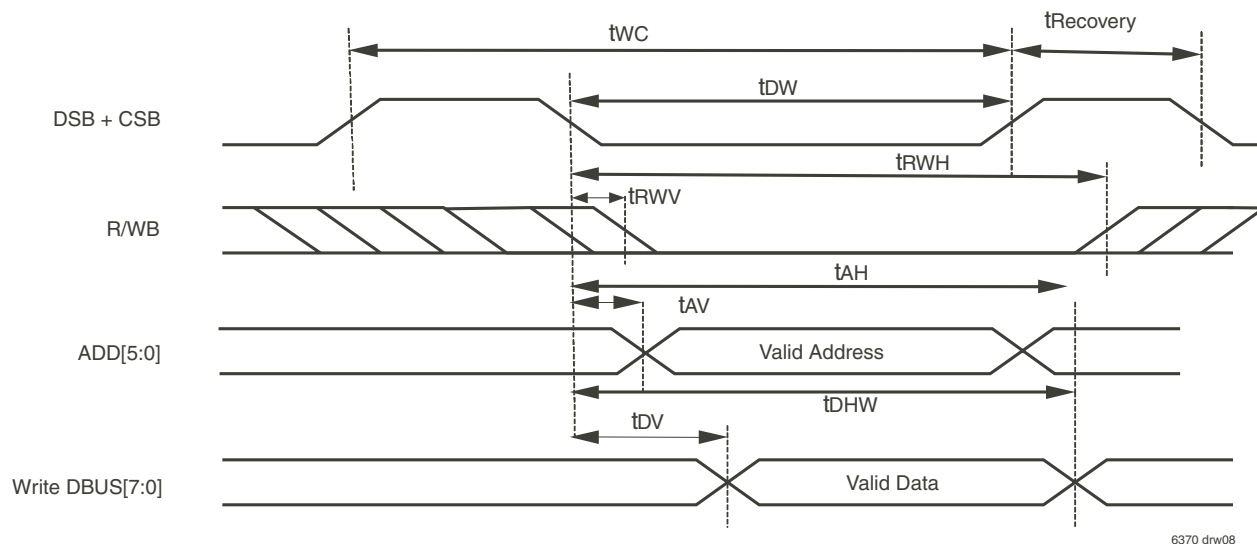 tWC
tRecovery
DSB + CSB
tDW
tRWH
tRWV
R/WB
tAH
tAV
ADD[5:0]
Valid Address
tDHW
tDV
Write DBUS[7:0]
Valid Data
6370 drw08